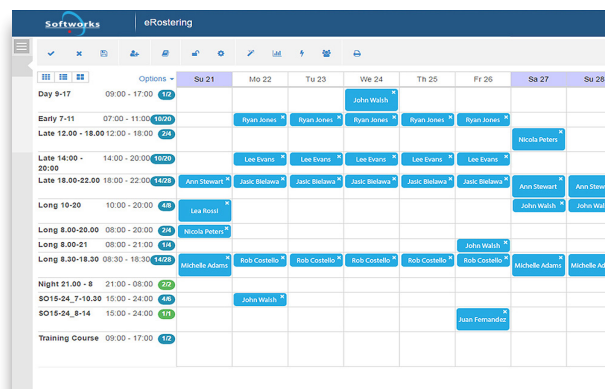 Softworks eRostering
Options Su 21 Mo 22 Tu 23 We 24 Th 25 Fr 26 Sa 27 Su 28
Day 9-17 09:00 - 17:00 1/2 John Walsh
Early 7-11 07:00 - 11:00 10/20 Ryan Jones Ryan Jones Ryan Jones Ryan Jones Ryan Jones
Late 12.00 - 18.00 12:00 - 18:00 2/4 Nicola Peters
Late 14:00 - 14:00 - 20:00 10/20 Lee Evans Lee Evans Lee Evans Lee Evans Lee Evans
20:00
Late 18.00-22.00 18:00 - 22:00 14/28 Ann Stewart Jasic Bielawa Jasic Bielawa Jasic Bielawa Jasic Bielawa Jasic Bielawa Ann Stewart Ann Stew
Long 10-20 10:00 - 20:00 4/8 Lea Rossi John Walsh John Wal
Long 8.00-20.00 08:00 - 20:00 2/4 Nicola Peters
Long 8.00-21 08:00 - 21:00 1/4 John Walsh
Long 8.30-18.30 08:30 - 18:30 14/28 Michelle Adams Rob Costello Rob Costello Rob Costello Rob Costello Rob Costello Michelle Adams Michelle Ad
Night 21.00 - 8 21:00 - 08:00 2/2
SO15-24_7-10.30 15:00 - 24:00 4/6 John Walsh
SO15-24_8-14 15:00 - 24:00 1/1 Juan Fernandez
Training Course 09:00 - 17:00 1/2